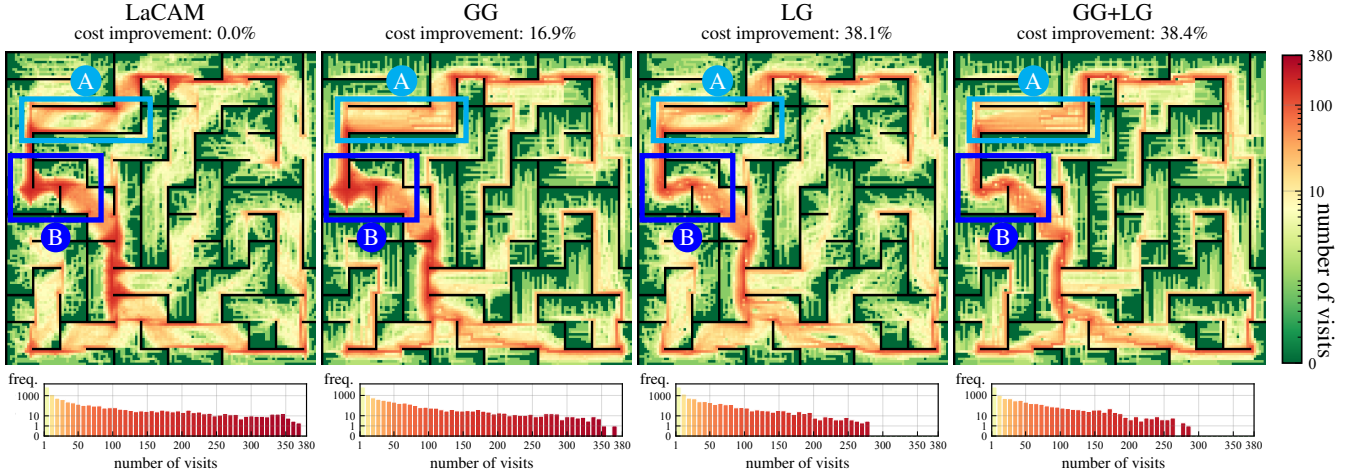 LaCAM GG LG GG+LG
cost improvement: 0.0% cost improvement: 16.9% cost improvement: 38.1% cost improvement: 38.4%
380
A A A A
100
10
B B B B
number of visits
0
freq. freq. freq. freq.
1000 1000 1000 1000
10 10 10 10
1 1 1 1
0 0 0 0
1 50 100 150 200 250 300 350 380 1 50 100 150 200 250 300 350 380 1 50 100 150 200 250 300 350 380 1 50 100 150 200 250 300 350 380
number of visits number of visits number of visits number of visits